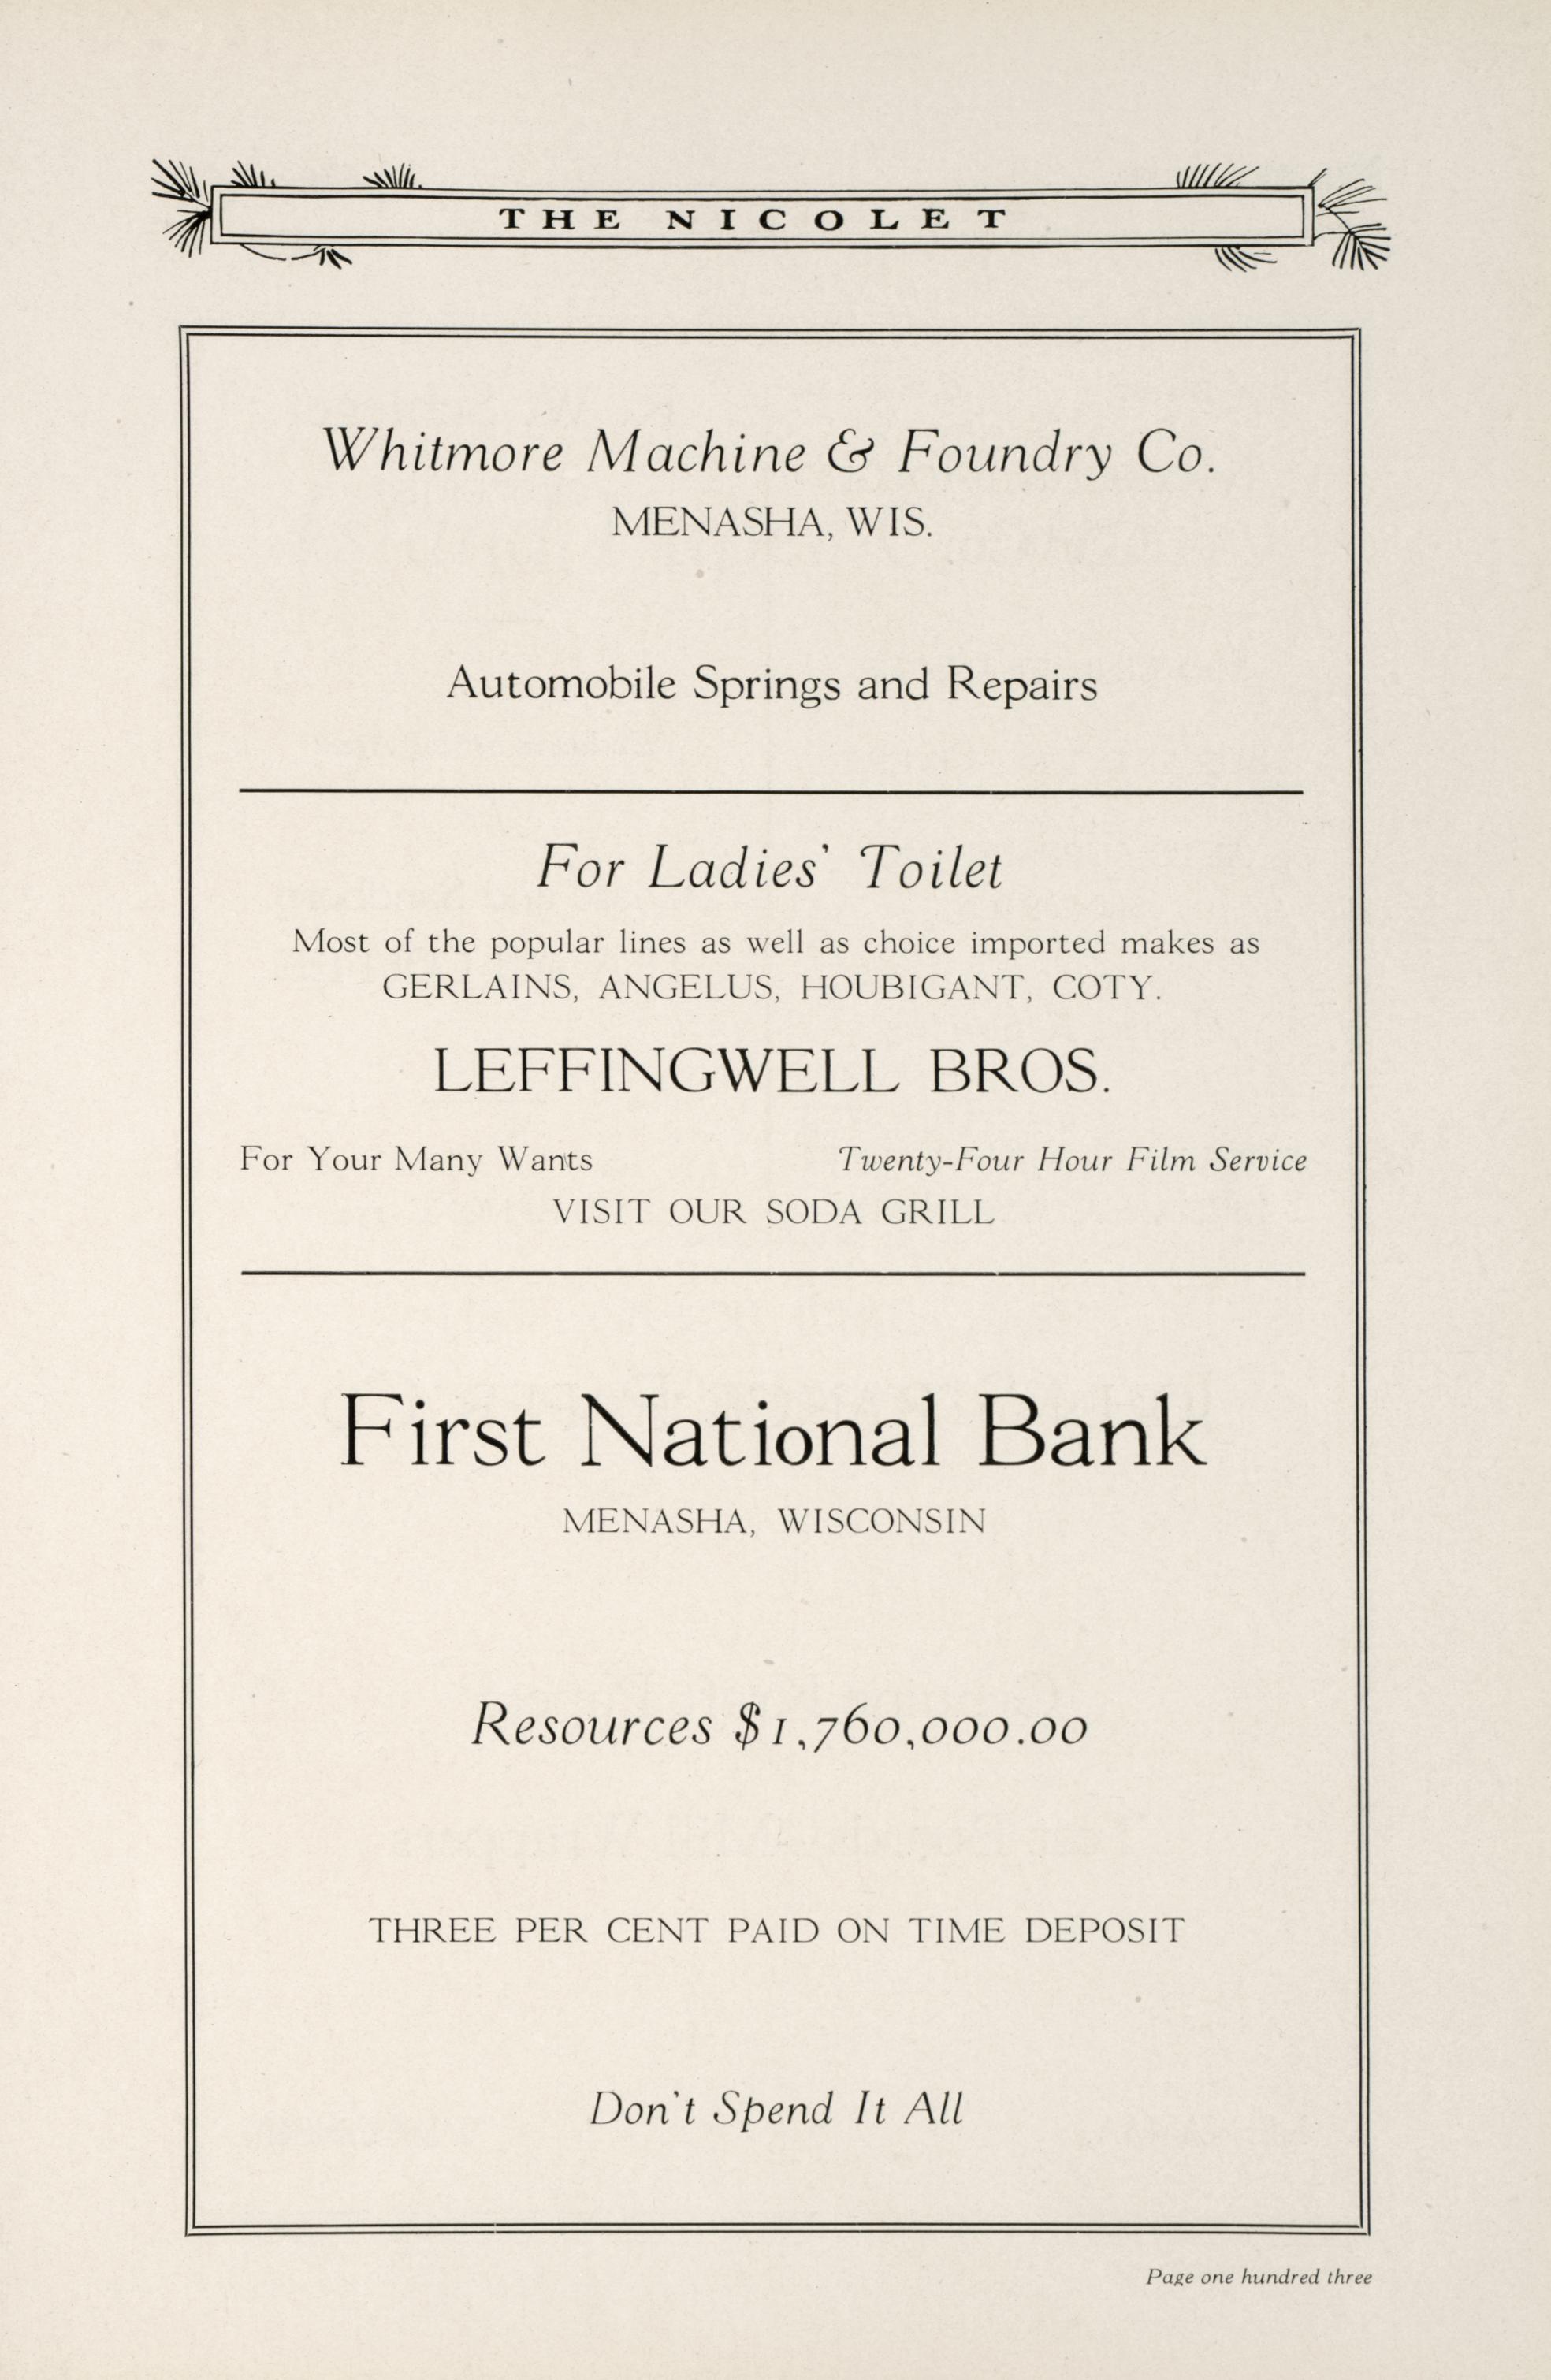 THE NICOLET
Whitmore Machine & Foundry Co.
MENASHA, WIS.
Automobile Springs and Repairs
For Ladies' Toilet
Most of the popular lines as well as choice imported makes as
GERLAINS, ANGELUS, HOUBIGANT, COTY.
LEFFINGWELL BROS.
For Your Many Wants Twenty-Four Hour Film Service
VISIT OUR SODA GRILL
First National Bank
MENASHA, WISCONSIN
Resources $1,760,000.00
THREE PER CENT PAID ON TIME DEPOSIT
Don't Spend It All
Page one hundred three